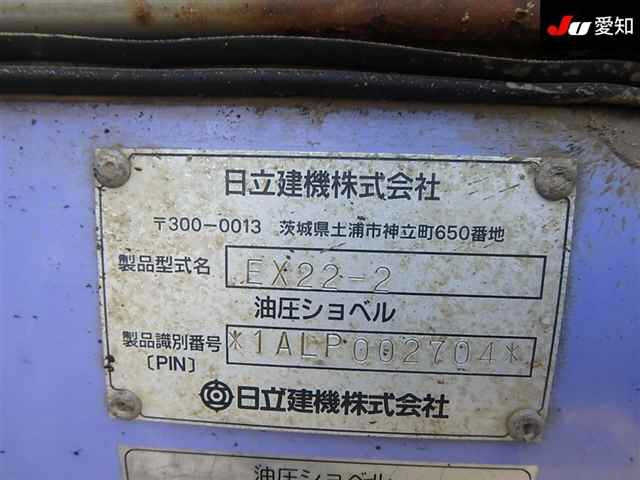 JU 愛知
日立建機株式会社
〒300-0013 茨城県土浦市神立町650番地
製品型式名 EX22-2
油圧ショベル
製品識別番号 *1ALP002704*
〔PIN〕
日立建機株式会社
油圧ショベル